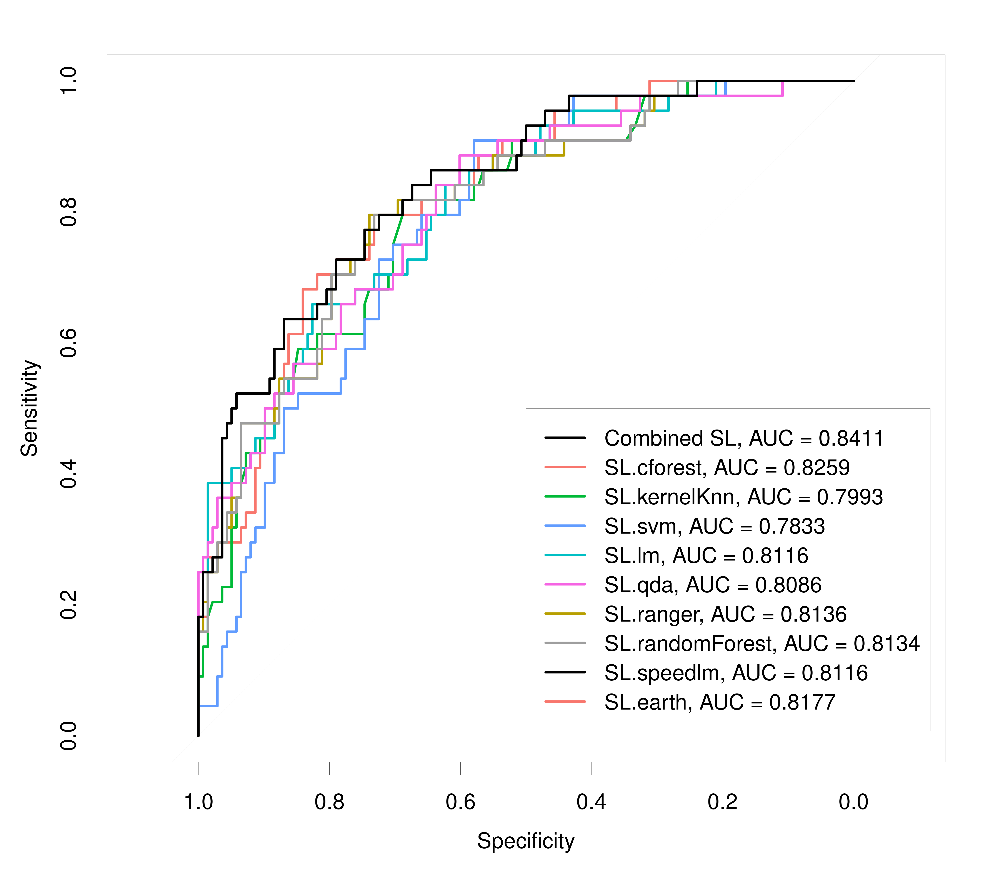 1.0
0.8
0.6
0.4
0.2
0.0
Sensitivity
Combined SL, AUC = 0.8411
SL.cforest, AUC = 0.8259
SL.kernelKnn, AUC = 0.7993
SL.svm, AUC = 0.7833
SL.lm, AUC = 0.8116
SL.qda, AUC = 0.8086
SL.ranger, AUC = 0.8136
SL.randomForest, AUC = 0.8134
SL.speedlm, AUC = 0.8116
SL.earth, AUC = 0.8177
1.0 0.8 0.6 0.4 0.2 0.0
Specificity